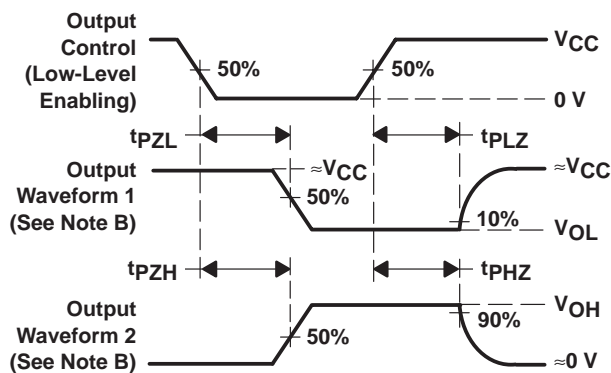 Output
Control
(Low-Level
Enabling)
50%
50%
VCC
0 V
tPZL
tPLZ
Output
Waveform 1
(See Note B)
≈VCC
50%
≈VCC
10%
VOL
tPZH
tPHZ
Output
Waveform 2
(See Note B)
50%
VOH
90%
≈0 V